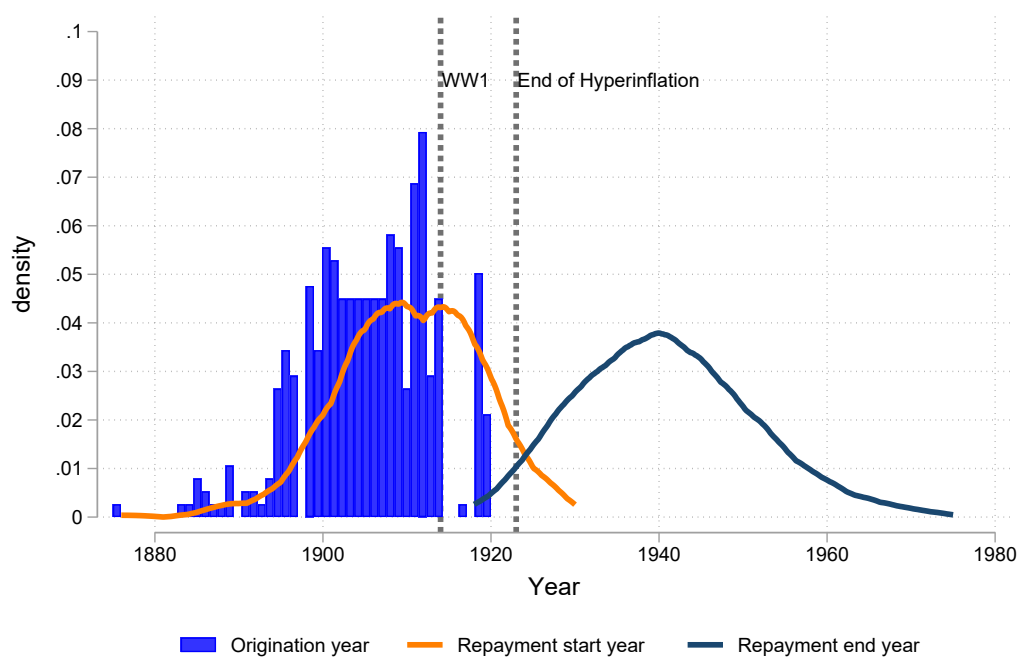 .1
.09
.08
.07
.06
.05
.04
.03
.02
.01
0
density
WW1
End of Hyperinflation
1880 1900 1920 1940 1960 1980
Year
Origination year Repayment start year Repayment end year